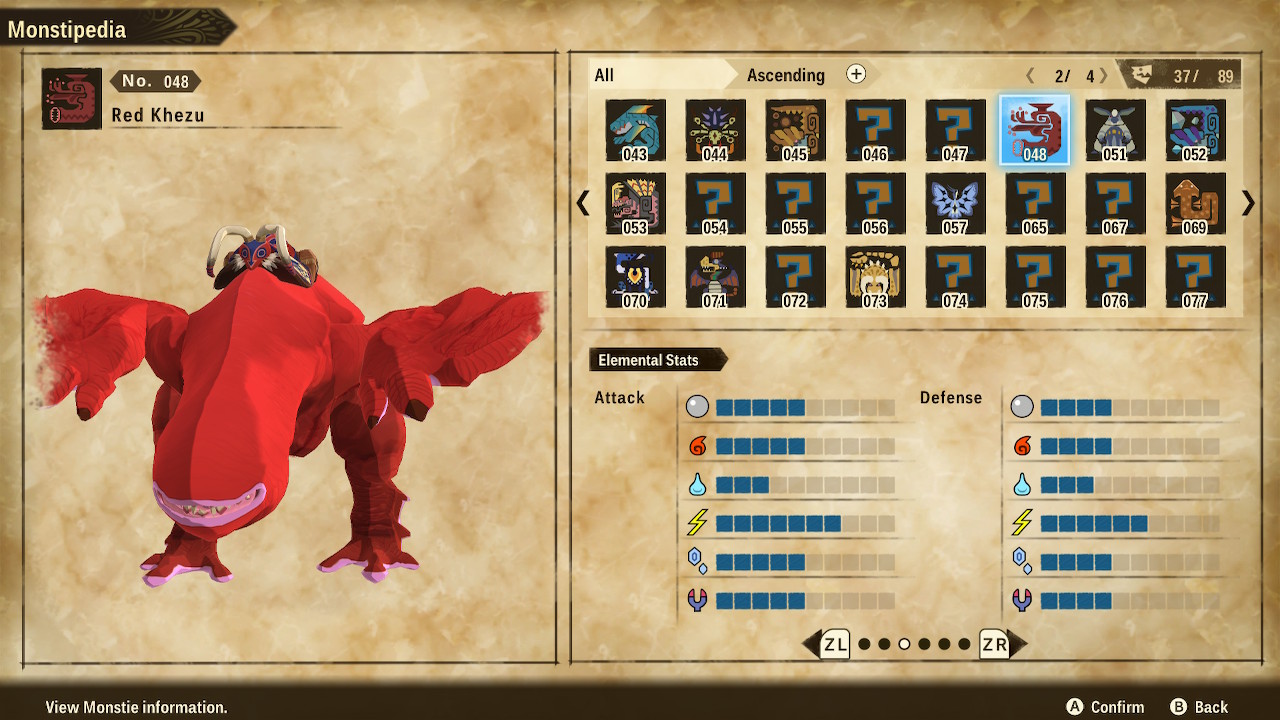 Monstipedia
No. 048
Red Khezu
All
Ascending
2/ 4
37/ 89
043 044 045 ? 046 ? 047 048 051 052
053 ? 054 ? 055 ? 056 057 ? 065 ? 067 069
070 071 ? 072 073 ? 074 ? 075 ? 076 ? 077
Elemental Stats
Attack
Defense
ZL ZR
View Monstie information.
A Confirm B Back